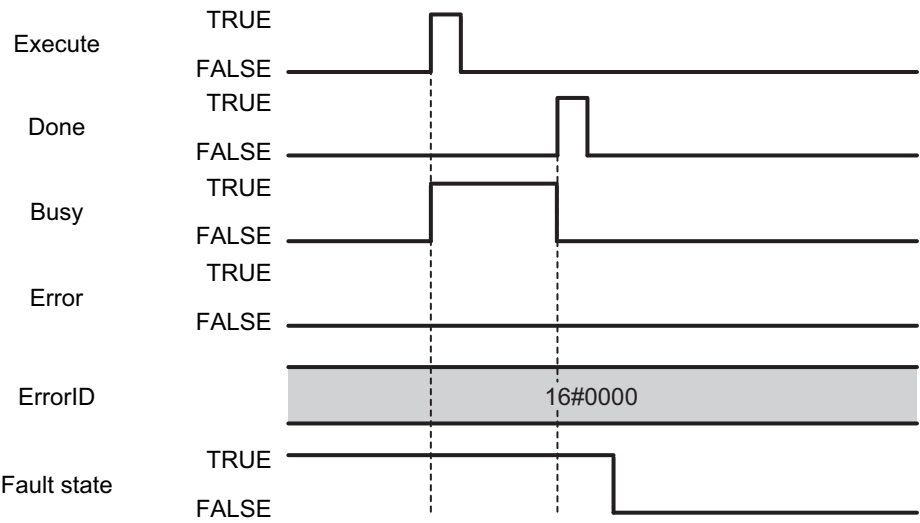 TRUE
Execute
FALSE
TRUE
Done
FALSE
TRUE
Busy
FALSE
TRUE
Error
FALSE
ErrorID 16#0000
TRUE
Fault state
FALSE